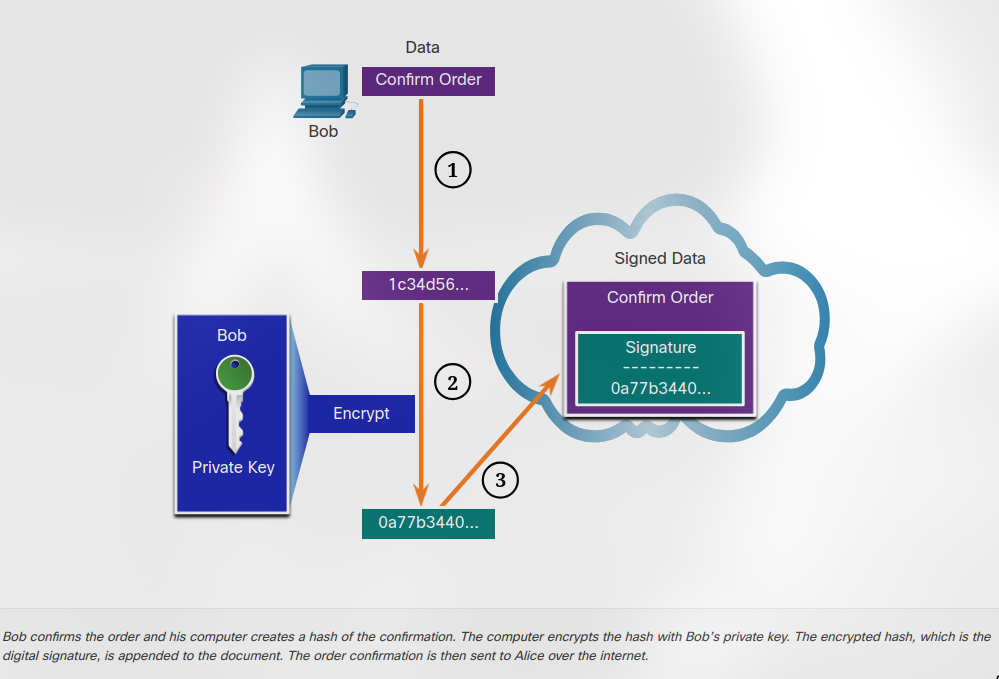 Data
Confirm Order
Bob
1
1c34d56...
Signed Data
Confirm Order
Signature
---------
0a77b3440...
Bob
Private Key
Encrypt
2
3
0a77b3440...
Bob confirms the order and his computer creates a hash of the confirmation. The computer encrypts the hash with Bob's private key. The encrypted hash, which is the
digital signature, is appended to the document. The order confirmation is then sent to Alice over the internet.